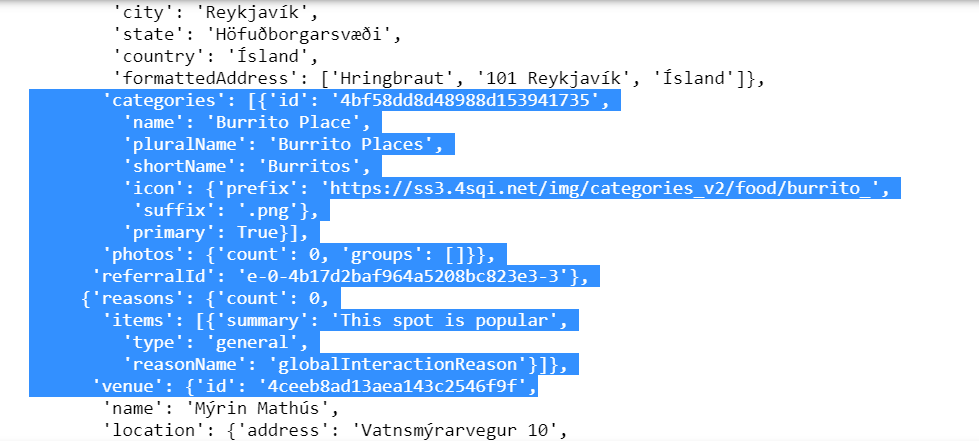 'city': 'Reykjavík',
'state': 'Höfuðborgarsvæði',
'country': 'Ísland',
'formattedAddress': ['Hringbraut', '101 Reykjavík', 'Ísland']},
'categories': [{'id': '4bf58dd8d48988d153941735',
'name': 'Burrito Place',
'pluralName': 'Burrito Places',
'shortName': 'Burritos',
'icon': {'prefix': 'https://ss3.4sqi.net/img/categories_v2/food/burrito_',
'suffix': '.png'},
'primary': True}],
'photos': {'count': 0, 'groups': []}},
'referralId': 'e-0-4b17d2baf964a5208bc823e3-3'},
{'reasons': {'count': 0,
'items': [{'summary': 'This spot is popular',
'type': 'general',
'reasonName': 'globalInteractionReason'}]},
'venue': {'id': '4ceeb8ad13aea143c2546f9f',
'name': 'Mýrin Mathús',
'location': {'address': 'Vatnsmýrarvegur 10',